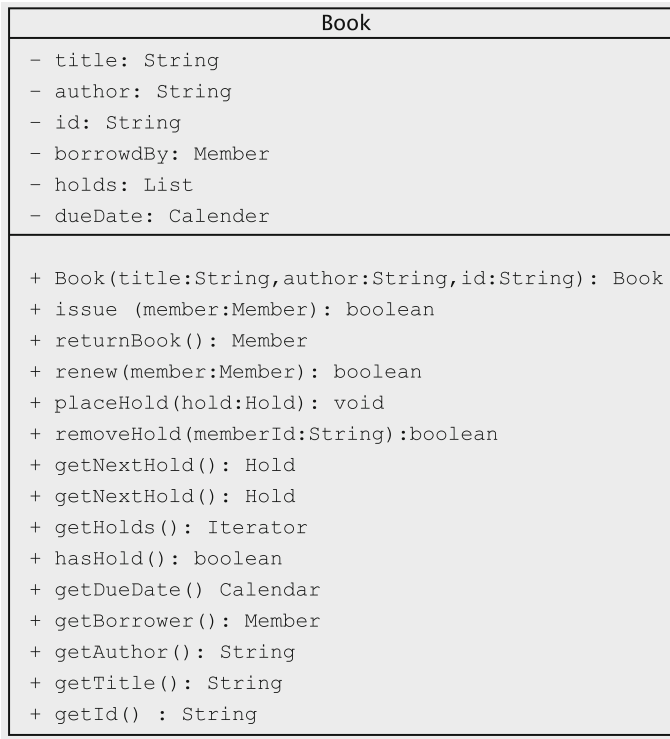 Book
- title: String
- author: String
- id: String
- borrowdBy: Member
- holds: List
- dueDate: Calender
+ Book(title:String,author:String,id:String): Book
+ issue (member:Member): boolean
+ returnBook(): Member
+ renew(member:Member): boolean
+ placeHold(hold:Hold): void
+ removeHold(memberId:String):boolean
+ getNextHold(): Hold
+ getNextHold(): Hold
+ getHolds(): Iterator
+ hasHold(): boolean
+ getDueDate() Calendar
+ getBorrower(): Member
+ getAuthor(): String
+ getTitle(): String
+ getId() : String